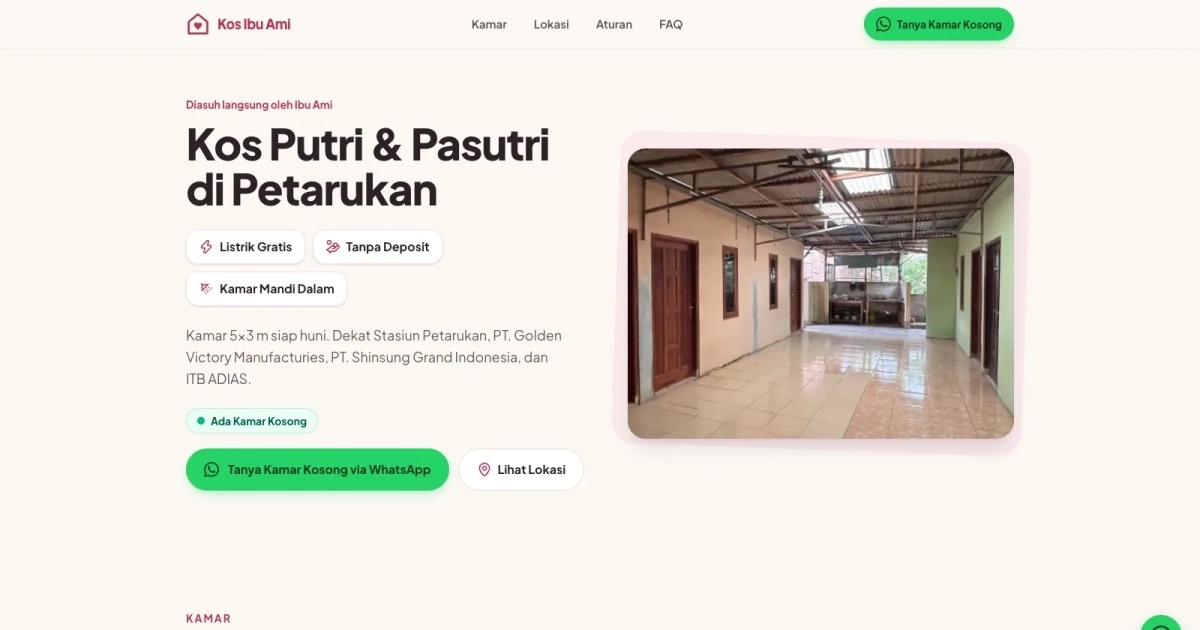 Kos Ibu Ami
Kamar
Lokasi
Aturan
FAQ
Tanya Kamar Kosong
Diasuh langsung oleh Ibu Ami
Kos Putri & Pasutri
di Petarukan
Listrik Gratis
Tanpa Deposit
Kamar Mandi Dalam
Kamar 5×3 m siap huni. Dekat Stasiun Petarukan, PT. Golden
Victory Manufacturies, PT. Shinsung Grand Indonesia, dan
ITB ADIAS.
Ada Kamar Kosong
Tanya Kamar Kosong via WhatsApp
Lihat Lokasi
KAMAR